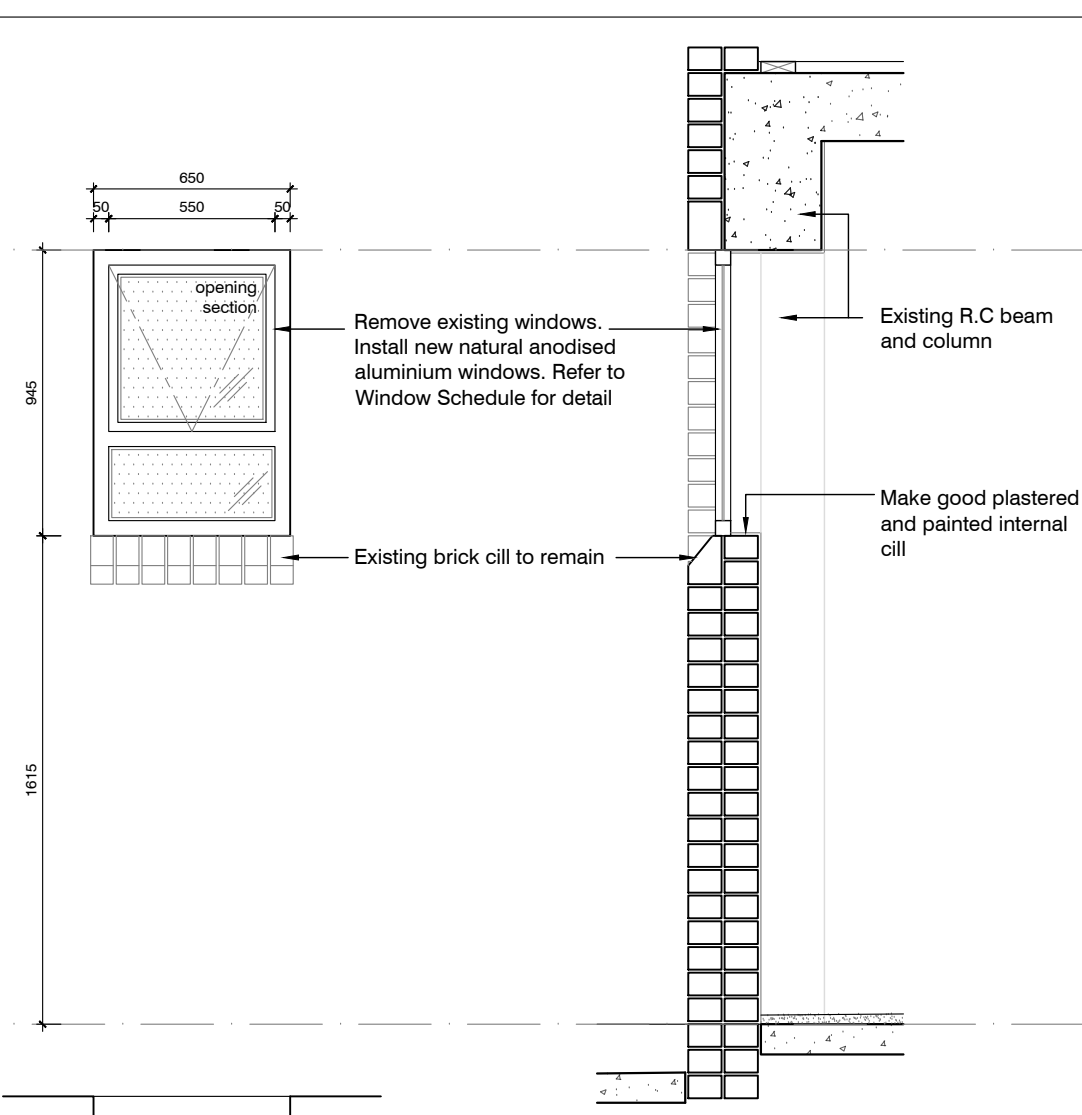 650
50 550 50
opening
section
945
Remove existing windows.
Install new natural anodised
aluminium windows. Refer to
Window Schedule for detail
Existing R.C beam
and column
Make good plastered
and painted internal
cill
Existing brick cill to remain
1615